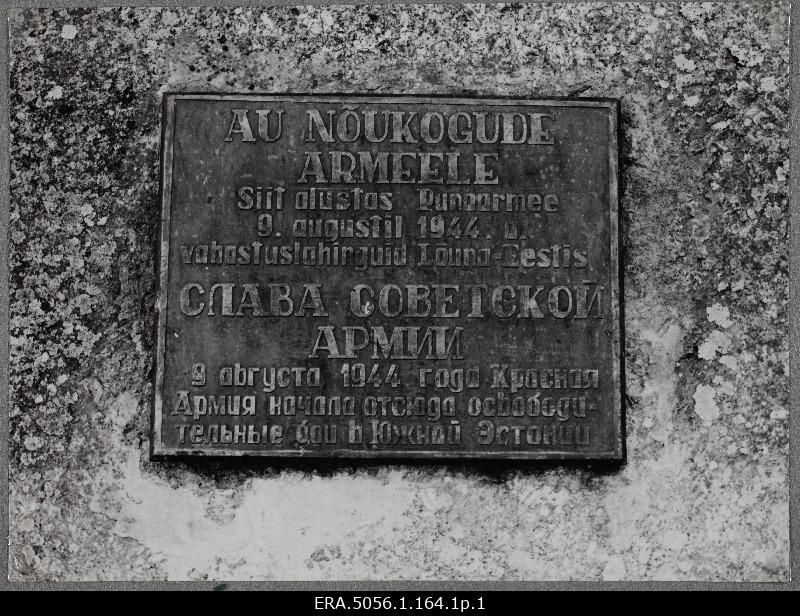 AU NÕUKOGUDE
ARMEELE
Siit alustas Punaarmee
9. augustil 1944. a.
vabastuslahinguid Lõuna-Eestis
СЛАВА СОВЕТСКОЙ
АРМИИ
9 августа 1944 года Красная
Армия начала отсюда освободи-
тельные бои в Южной Эстонии
ERA.5056.1.164.1p.1